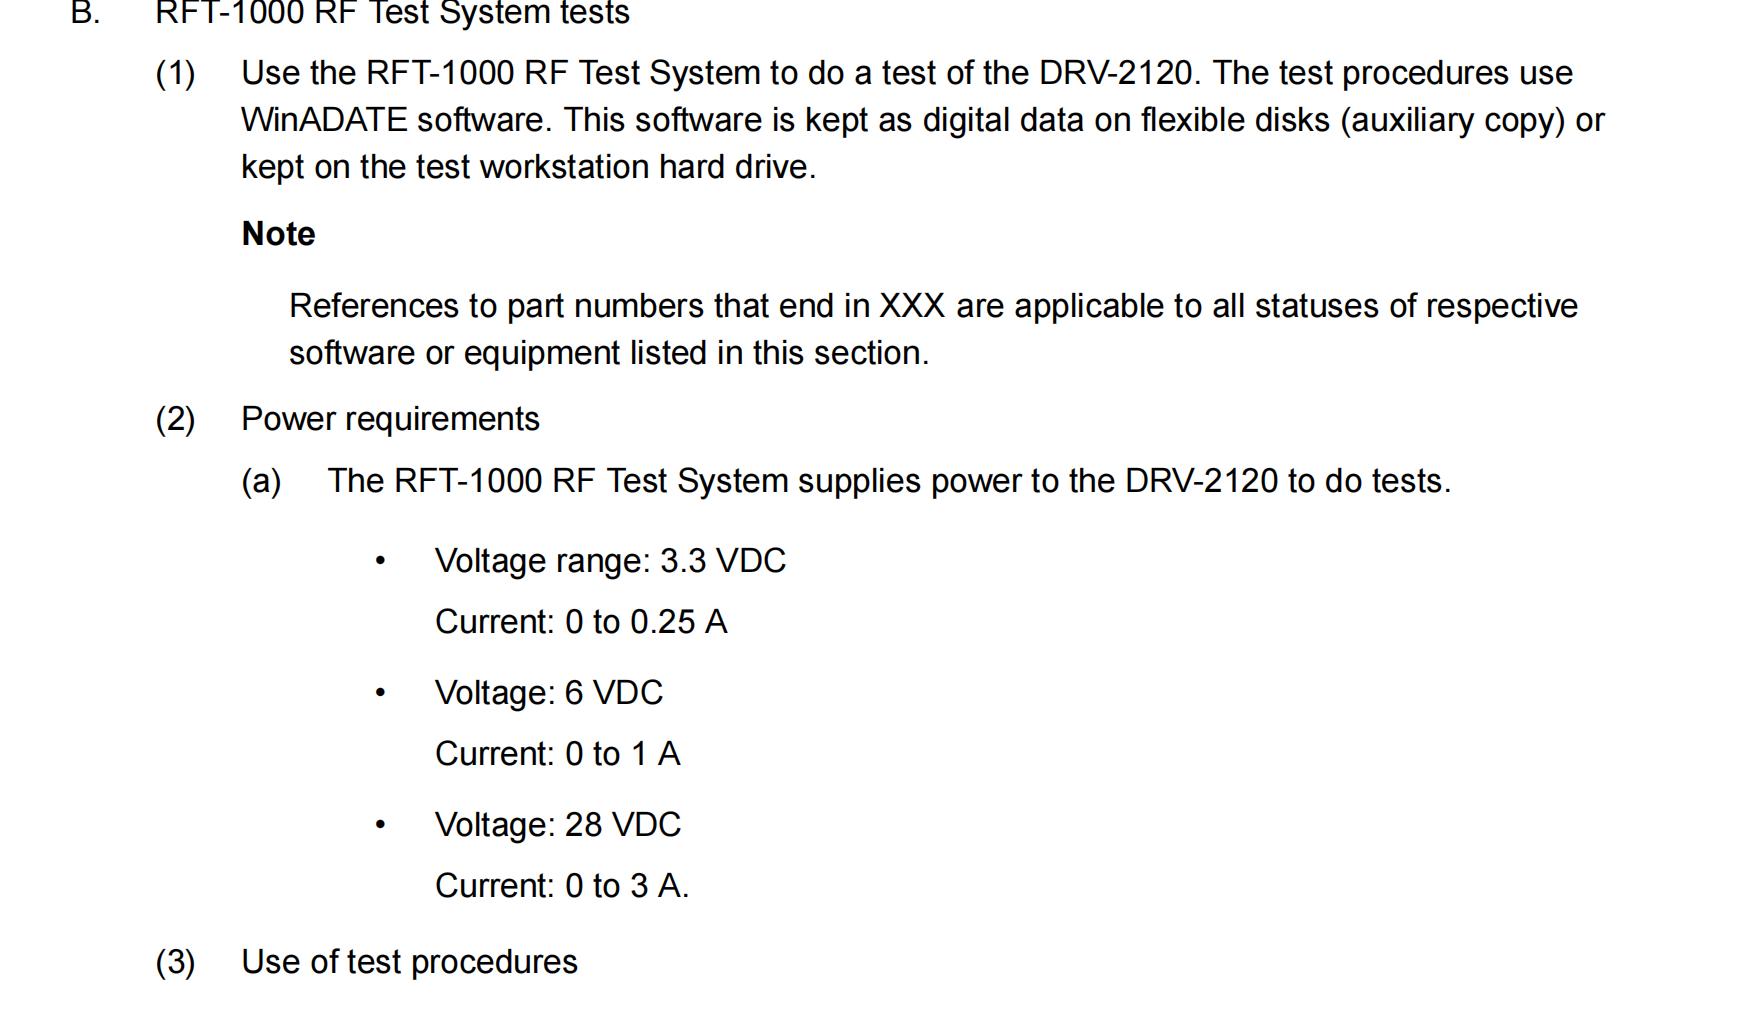 B. RFT-1000 RF Test System tests
(1) Use the RFT-1000 RF Test System to do a test of the DRV-2120. The test procedures use
WinADATE software. This software is kept as digital data on flexible disks (auxiliary copy) or
kept on the test workstation hard drive.
Note
References to part numbers that end in XXX are applicable to all statuses of respective
software or equipment listed in this section.
(2) Power requirements
(a) The RFT-1000 RF Test System supplies power to the DRV-2120 to do tests.
• Voltage range: 3.3 VDC
Current: 0 to 0.25 A
• Voltage: 6 VDC
Current: 0 to 1 A
• Voltage: 28 VDC
Current: 0 to 3 A.
(3) Use of test procedures